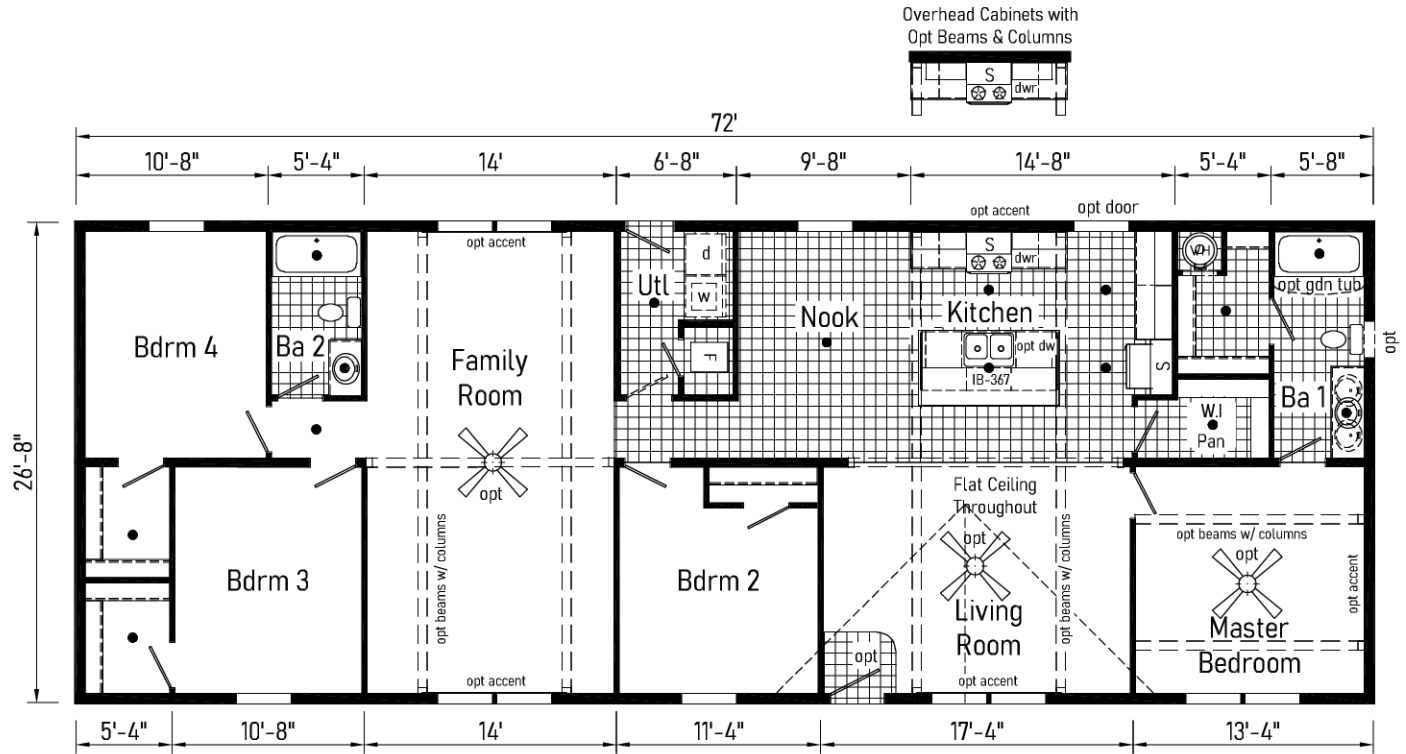 Overhead Cabinets with
Opt Beams & Columns
S
dwr
72'
10'-8"
5'-4"
14'
6'-8"
9'-8"
14'-8"
5'-4"
5'-8"
opt accent
opt door
opt accent
S
dwr
d
w
WH
opt gdn tub
Utl
Nook
Kitchen
opt dw
IB-367
F
S
opt
Bdrm 4
Ba 2
Family
Room
opt
Ba 1
W.I
Pan
26'-8"
Flat Ceiling
Throughout
opt
opt beams w/ columns
opt
opt accent
Bdrm 3
opt beams w/ columns
Bdrm 2
opt beams w/ columns
Living
Room
Master
Bedroom
opt
opt accent
opt accent
5'-4"
10'-8"
14'
11'-4"
17'-4"
13'-4"